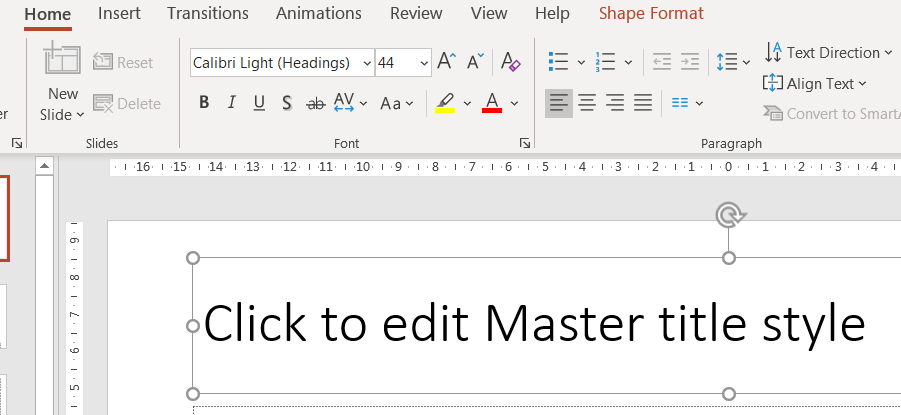 Home Insert Transitions Animations Review View Help Shape Format
New Slide
Reset
Delete
er
Slides
Calibri Light (Headings) 44
A A A
B I U S ab AV Aa A
Font
Text Direction
Align Text
Convert to SmartA
Paragraph
16 15 14 13 12 11 10 9 8 7 6 5 4 3 2 1 0 1 2 3 4
9
8
7
6
5
Click to edit Master title style